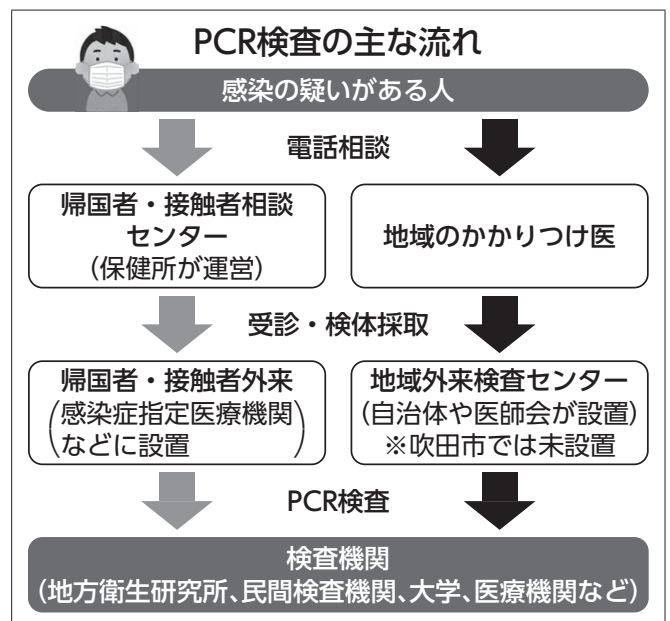 PCR検査の主な流れ
感染の疑いがある人
電話相談
帰国者・接触者相談
センター
(保健所が運営)
地域のかかりつけ医
受診・検体採取
帰国者・接触者外来
(感染症指定医療機関
などに設置)
地域外来検査センター
(自治体や医師会が設置)
※吹田市では未設置
PCR検査
検査機関
(地方衛生研究所、民間検査機関、大学、医療機関など)